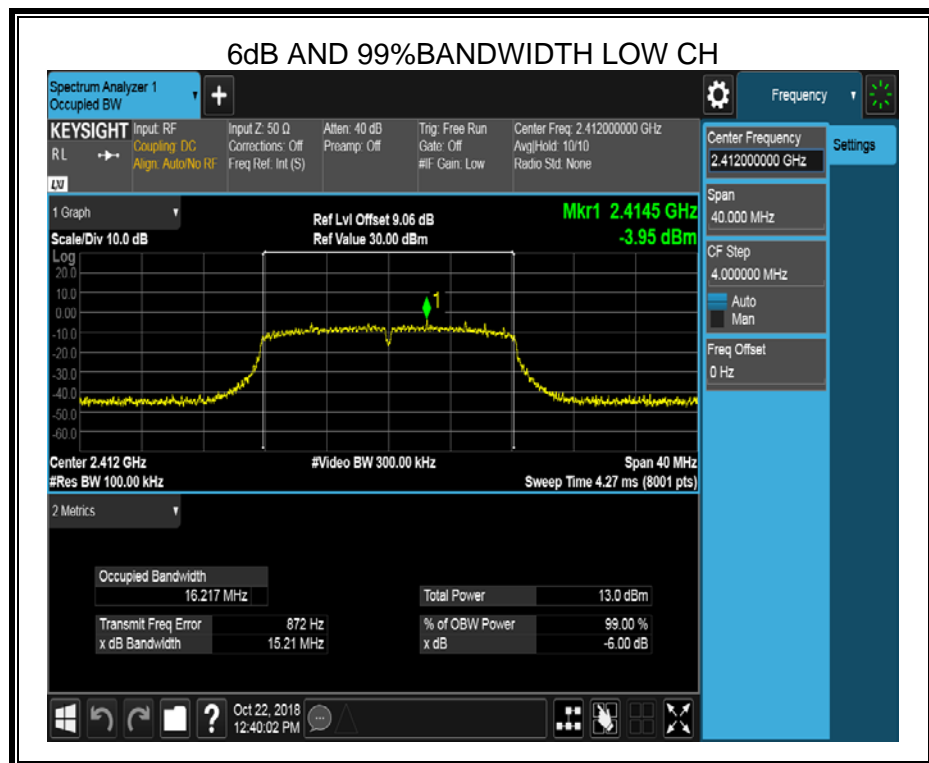 6dB AND 99%BANDWIDTH LOW CH
Spectrum Analyzer 1
Occupied BW
+
Frequency
KEYSIGHT
RL
LXI
Input: RF
Coupling: DC
Align: Auto/No RF
Input Z: 50 Ω
Corrections: Off
Freq Ref: Int (S)
Atten: 40 dB
Preamp: Off
Trig: Free Run
Gate: Off
#IF Gain: Low
Center Freq: 2.412000000 GHz
Avg|Hold: 10/10
Radio Std: None
Center Frequency
2.412000000 GHz
Settings
Span
40.000 MHz
CF Step
4.000000 MHz
Auto
Man
Freq Offset
0 Hz
1 Graph
Scale/Div 10.0 dB
Ref Lvl Offset 9.06 dB
Ref Value 30.00 dBm
Mkr1 2.4145 GHz
-3.95 dBm
Log
20.0
10.0
0.00
-10.0
-20.0
-30.0
-40.0
-50.0
-60.0
1
Center 2.412 GHz
#Video BW 300.00 kHz
Span 40 MHz
#Res BW 100.00 kHz
Sweep Time 4.27 ms (8001 pts)
2 Metrics
Occupied Bandwidth
16.217 MHz
Total Power 13.0 dBm
Transmit Freq Error 872 Hz
% of OBW Power 99.00 %
x dB Bandwidth 15.21 MHz
x dB -6.00 dB
?
Oct 22, 2018
12:40:02 PM